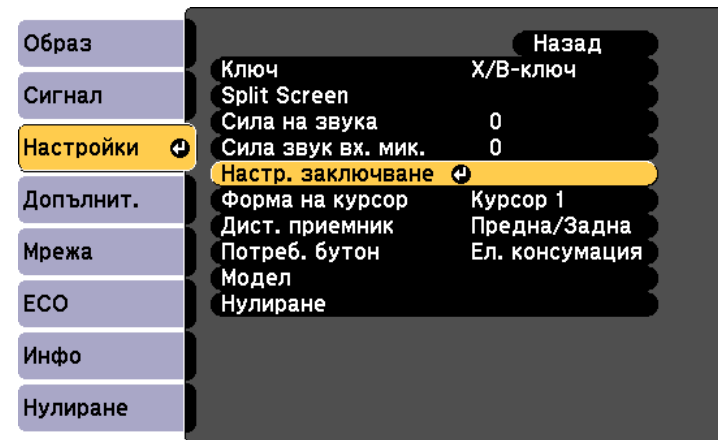 Образ
Сигнал
Настройки
Допълнит.
Мрежа
ECO
Инфо
Нулиране
Назад
Ключ Х/В-ключ
Split Screen
Сила на звука 0
Сила звук вх. мик. 0
Настр. заключване
Форма на курсор Курсор 1
Дист. приемник Предна/Задна
Потреб. бутон Ел. консумация
Модел
Нулиране